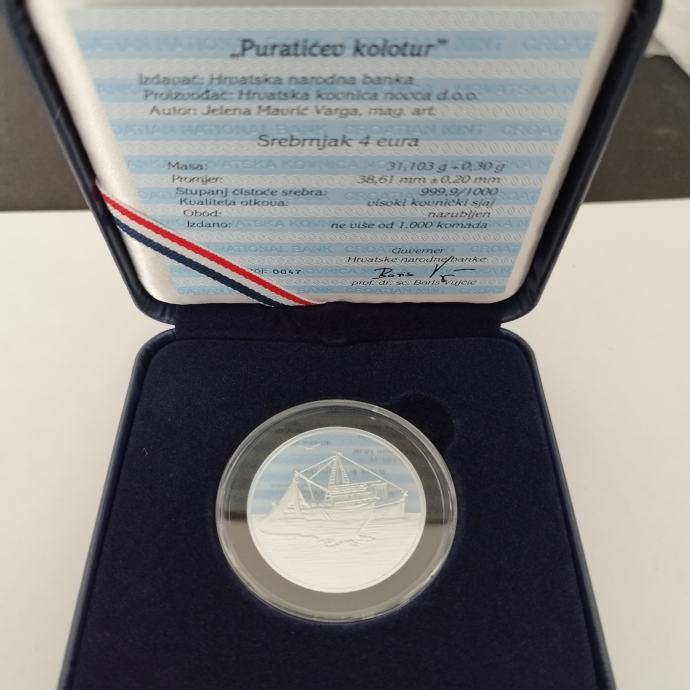 „Puratićev kolotur”
Izdavač: Hrvatska narodna banka
Proizvođač: Hrvatska kovnica novca d.o.o.
Autor: Jelena Mavrić Varga, mag. art.
Srebrnjak 4 eura
Masa: 31,103 g +0,30 g
Promjer: 38,61 mm ±0,20 mm
Stupanj čistoće srebra: 999,9/1000
Kvaliteta otkova: visoki kovnički sjaj
Obod: nazubljen
Izdano: ne više od 1.000 komada
Guverner
Hrvatske narodne banke
Boris
0047
prof. dr. sc. Boris Vujčić